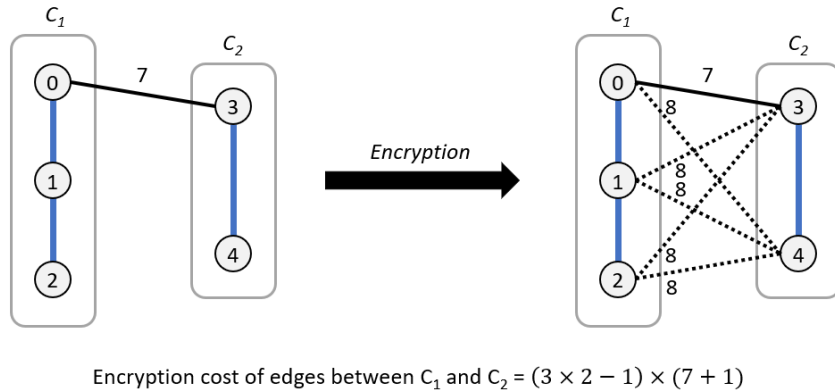 C₁
C₂
0
7
3
1
2
4
Encryption
C₁
C₂
0
7
3
8
1
8
8
8
2
8
4
Encryption cost of edges between C₁ and C₂ = (3 × 2 − 1) × (7 + 1)